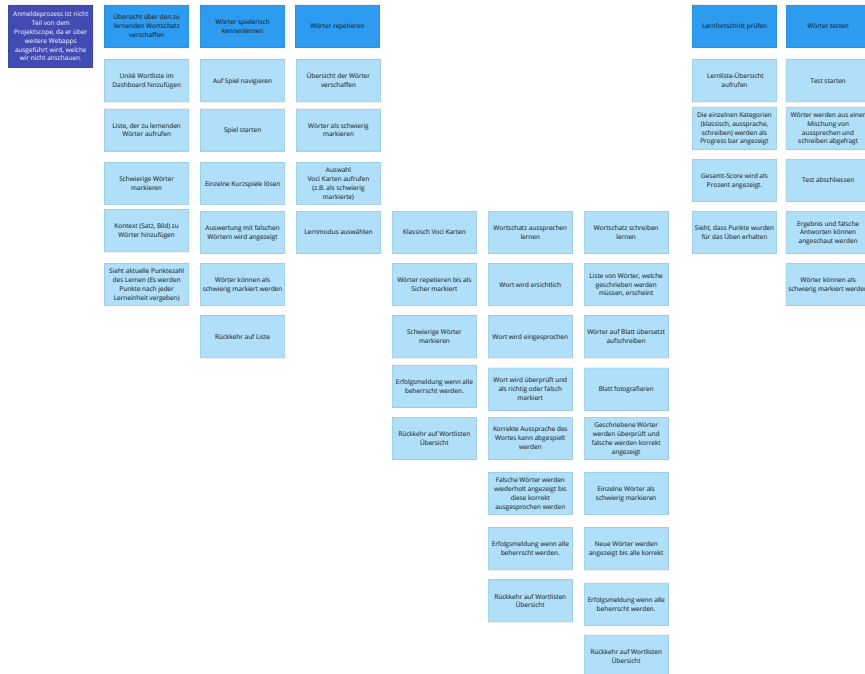 Anmeldeprozess ist nicht
Teil von dem
Projektscope, da er über
weitere Webapps
ausgeführt wird, welche
wir nicht anschauen.
Übersicht über den zu
lernenden Wortschatz
verschaffen
Unité Wortliste im
Dashboard hinzufügen
Liste, der zu lernenden
Wörter aufrufen
Schwierige Wörter
markieren
Kontext (Satz, Bild) zu
Wörter hinzufügen
Sieht aktuelle Punktezahl
des Lernen (Es werden
Punkte nach jeder
Lerneinheit vergeben)
Wörter spielerisch
kennenlernen
Auf Spiel navigieren
Spiel starten
Einzelne Kurzspiele lösen
Auswertung mit falschen
Wörtern wird angezeigt
Wörter können als
schwierig markiert werden
Rückkehr auf Liste
Wörter repetieren
Übersicht der Wörter
verschaffen
Wörter als schwierig
markieren
Auswahl
Voci Karten aufrufen
(z.B. als schwierig
markierte)
Lernmodus auswählen
Klassisch Voci Karten
Wörter repetieren bis als
Sicher markiert
Schwierige Wörter
markieren
Erfolgsmeldung wenn alle
beherrscht werden.
Rückkehr auf Wortlisten
Übersicht
Wortschatz aussprechen
lernen
Wort wird ersichtlich
Wort wird eingesprochen
Wort wird überprüft und
als richtig oder falsch
markiert
Korrekte Aussprache des
Wortes kann abgespielt
werden
Falsche Wörter werden
wiederholt angezeigt bis
diese korrekt
ausgesprochen werden
Erfolgsmeldung wenn alle
beherrscht werden.
Rückkehr auf Wortlisten
Übersicht
Wortschatz schreiben
lernen
Liste von Wörter, welche
geschrieben werden
müssen, erscheint
Wörter auf Blatt übersetzt
aufschreiben
Blatt fotografieren
Geschriebene Wörter
werden überprüft und
falsche werden korrekt
angezeigt
Einzelne Wörter als
schwierig markieren
Neue Wörter werden
angezeigt bis alle korrekt
Erfolgsmeldung wenn alle
beherrscht werden.
Rückkehr auf Wortlisten
Übersicht
Lernfortschritt prüfen
Lernliste-Übersicht
aufrufen
Die einzelnen Kategorien
(klassisch, aussprache,
schreiben) werden als
Progress bar angezeigt
Gesamt-Score wird als
Prozent angezeigt.
Sieht, dass Punkte wurden
für das Üben erhalten
Wörter testen
Test starten
Wörter werden aus einer
Mischung von
aussprechen und
schreiben abgefragt
Test abschliessen
Ergebnis und falsche
Antworten können
angeschaut werden
Wörter können als
schwierig markiert werden